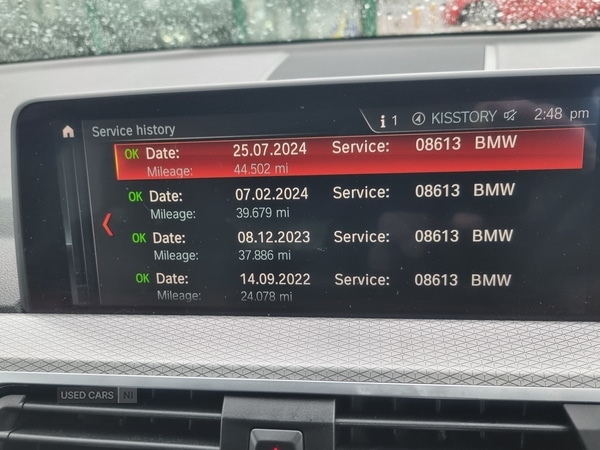 i 1 KISSTORY 2:48 pm
Service history
OK Date: 25.07.2024 Service: 08613 BMW
Mileage: 44.502 mi
OK Date: 07.02.2024 Service: 08613 BMW
Mileage: 39.679 mi
OK Date: 08.12.2023 Service: 08613 BMW
Mileage: 37.886 mi
OK Date: 14.09.2022 Service: 08613 BMW
Mileage: 24.078 mi
USED CARS NI